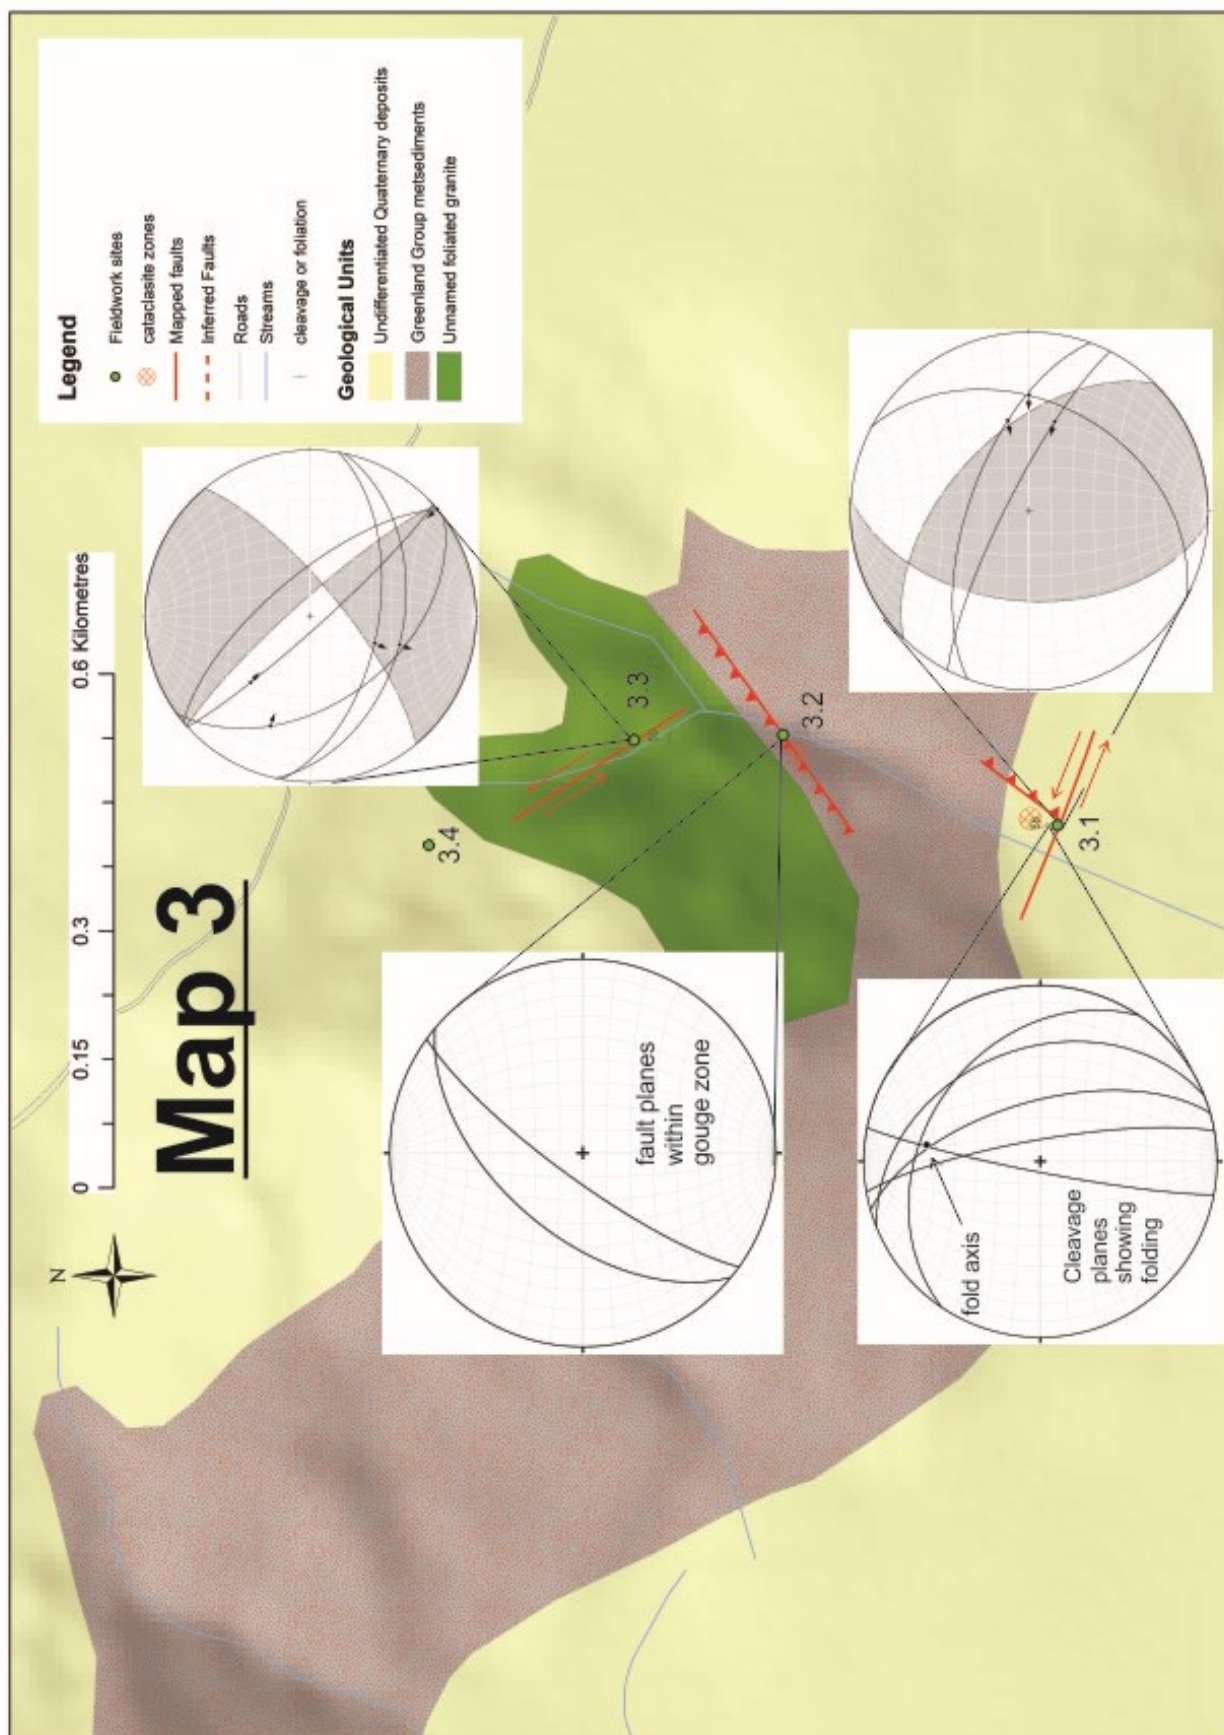 Map 3
N
0
0.15
0.3
0.6 Kilometres
Legend
Fieldwork sites
cataclasite zones
Mapped faults
Inferred Faults
Roads
Streams
cleavage or foliation
Geological Units
Undifferentiated Quaternary deposits
Greenland Group metsediments
Unnamed foliated granite
3.4
3.3
3.2
3.1
fault planes
within
gouge zone
fold axis
Cleavage
planes
showing
folding